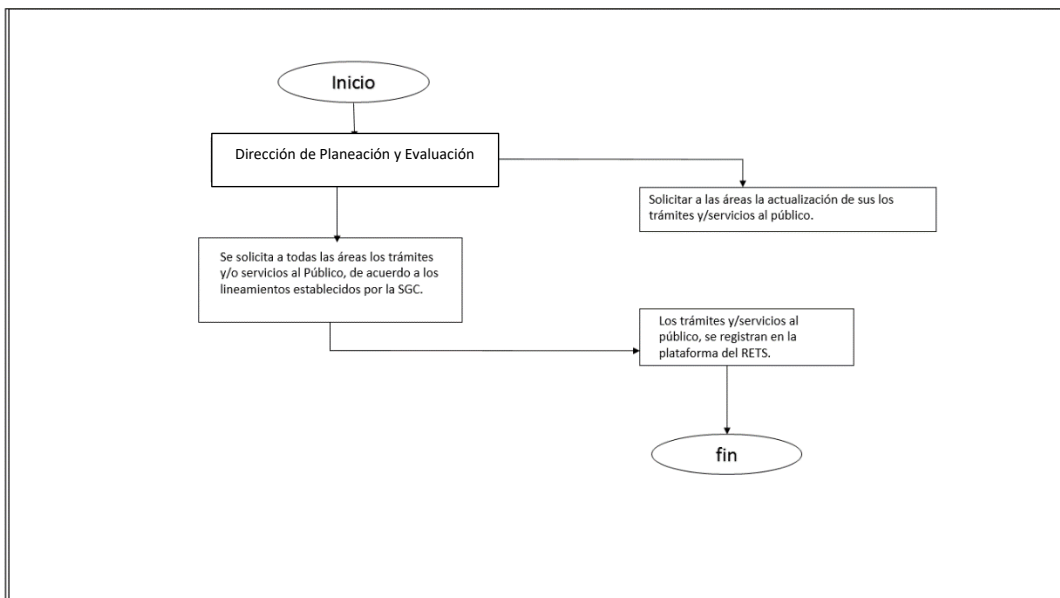 Inicio
Dirección de Planeación y Evaluación
Solicitar a las áreas la actualización de sus los
trámites y/servicios al público.
Se solicita a todas las áreas los trámites
y/o servicios al Público, de acuerdo a los
lineamientos establecidos por la SGC.
Los trámites y/servicios al
público, se registran en la
plataforma del RETS.
fin